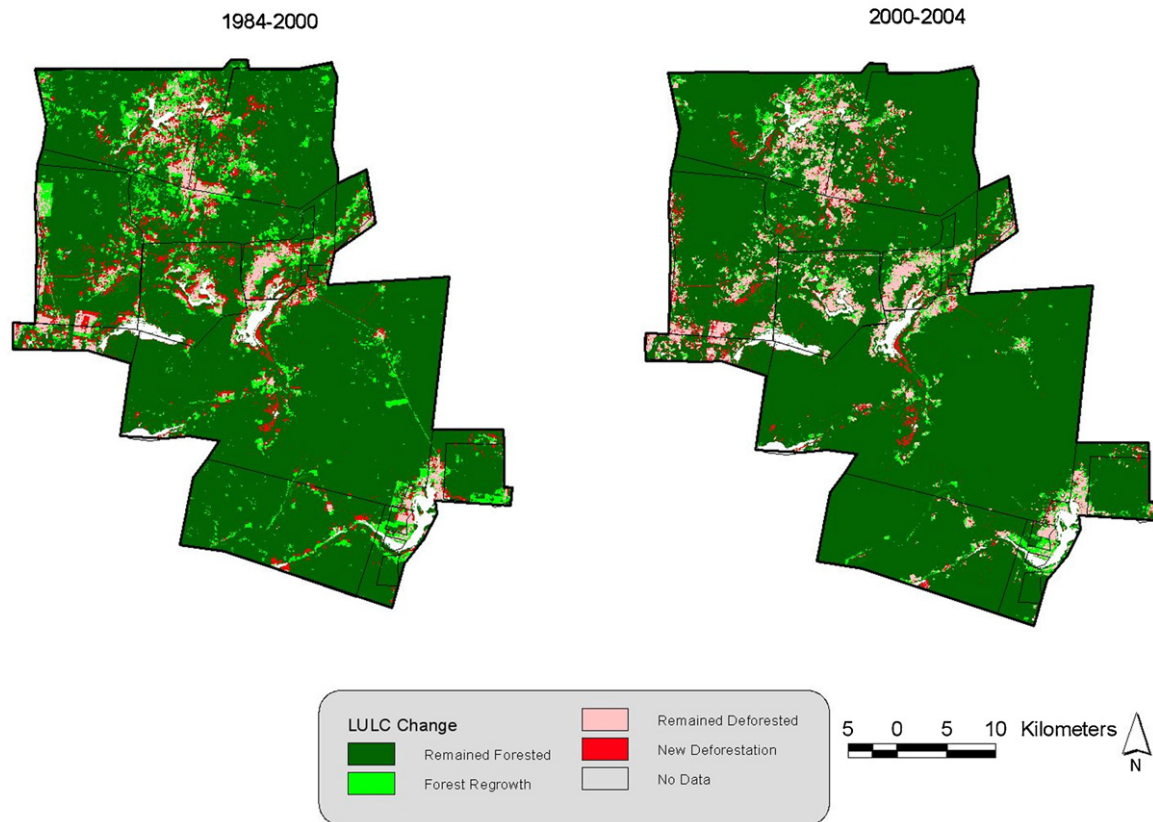 1984-2000
2000-2004
LULC Change
Remained Forested
Forest Regrowth
Remained Deforested
New Deforestation
No Data
5 0 5 10 Kilometers
N